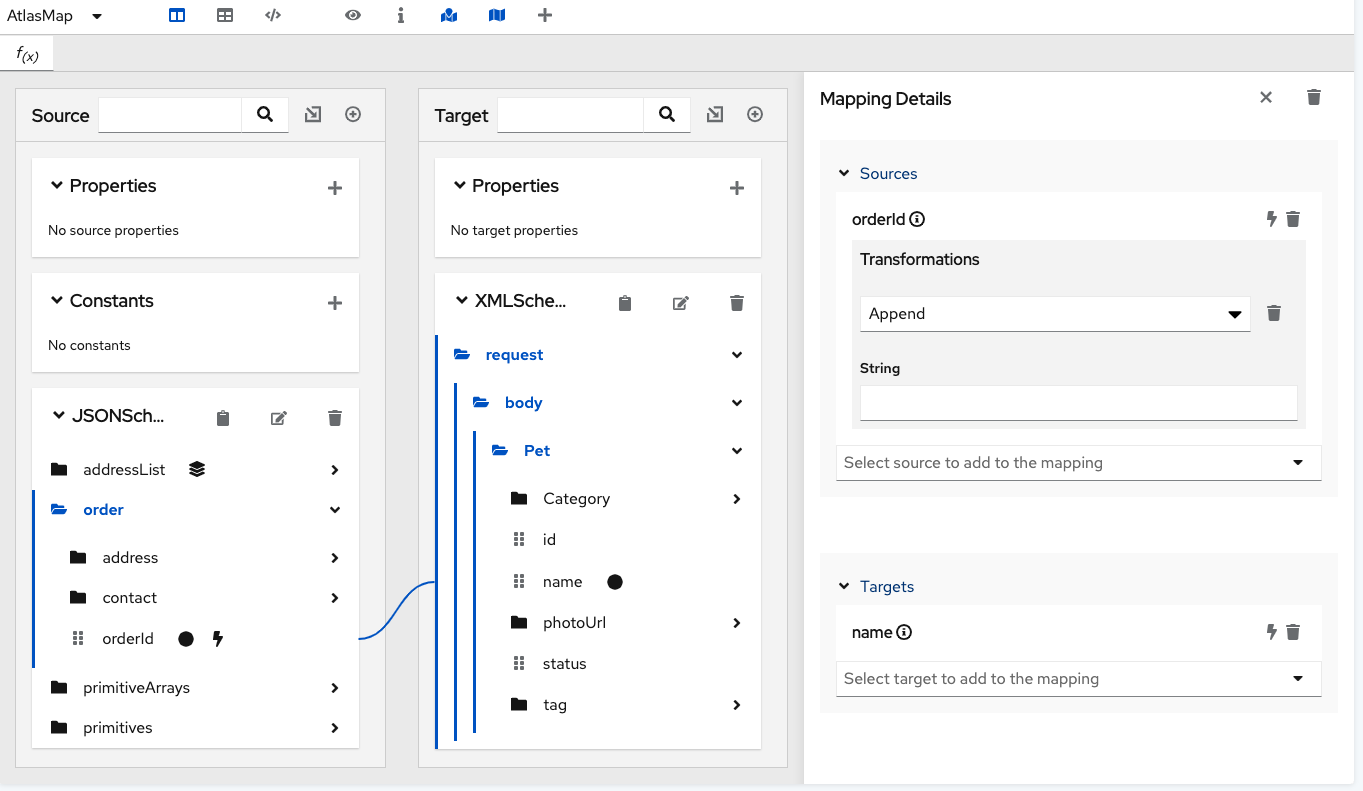 AtlasMap
f(x)
Source
Properties
No source properties
Constants
No constants
JSONSch...
addressList
order
address
contact
orderId
primitiveArrays
primitives
Target
Properties
No target properties
XMLSche...
request
body
Pet
Category
id
name
photoUrl
status
tag
Mapping Details
Sources
orderId
Transformations
Append
String
Select source to add to the mapping
Targets
name
Select target to add to the mapping